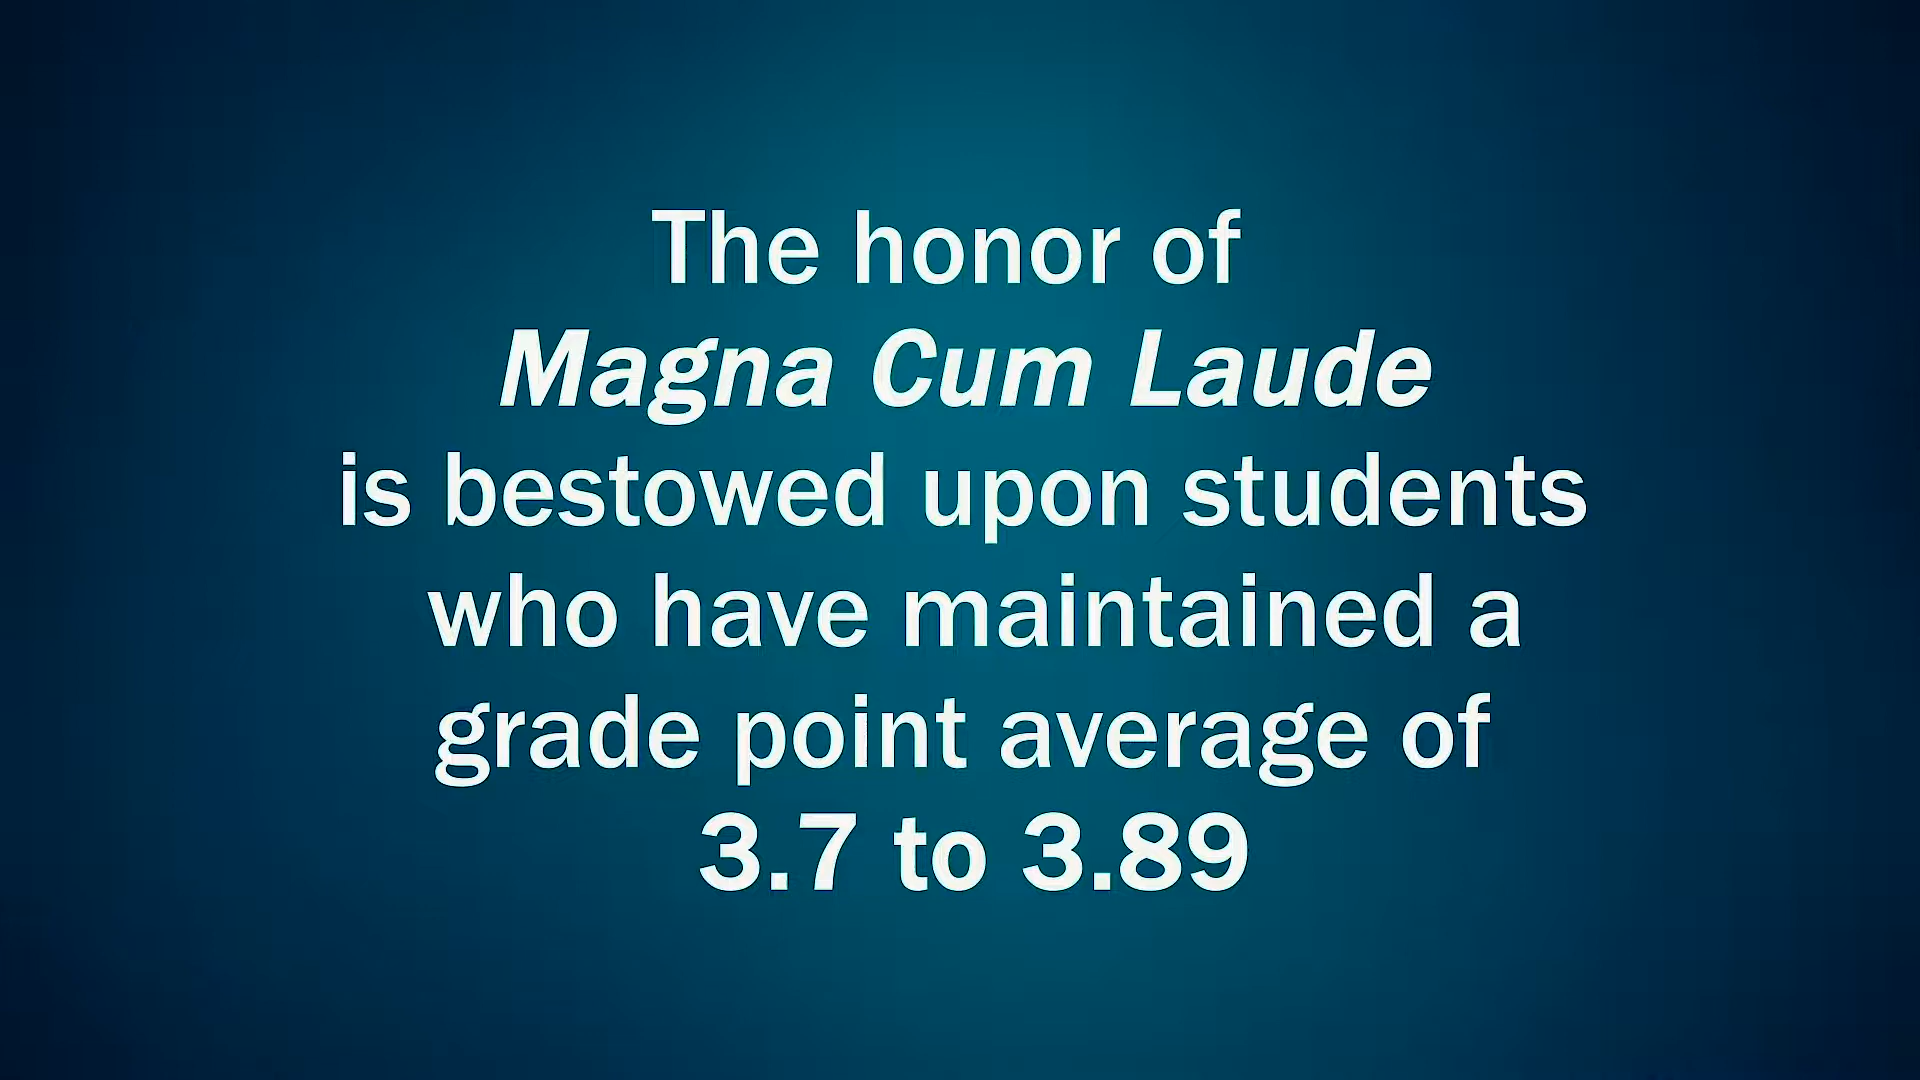 The honor of
Magna Cum Laude
is bestowed upon students
who have maintained a
grade point average of
3.7 to 3.89